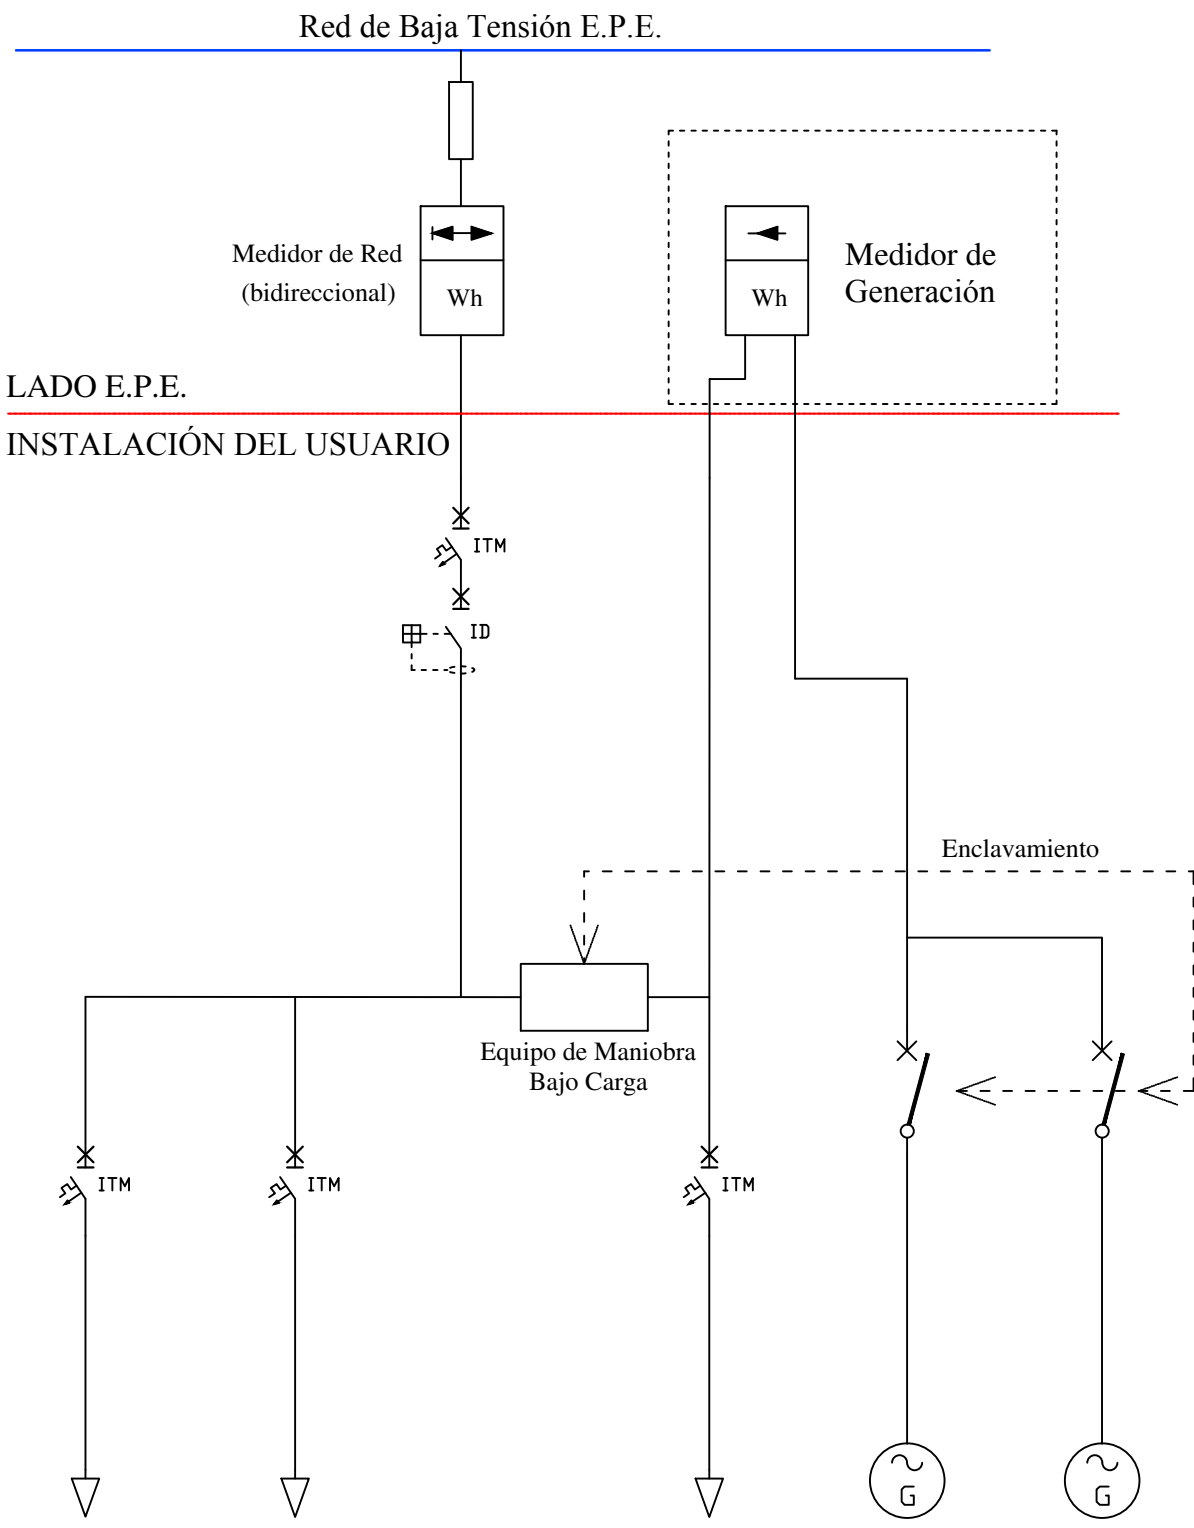 Red de Baja Tensión E.P.E.
Medidor de Red
(bidireccional)
Wh
Wh
Medidor de
Generación
LADO E.P.E.
INSTALACIÓN DEL USUARIO
ITM
ID
Enclavamiento
Equipo de Maniobra
Bajo Carga
ITM
ITM
ITM
G
G